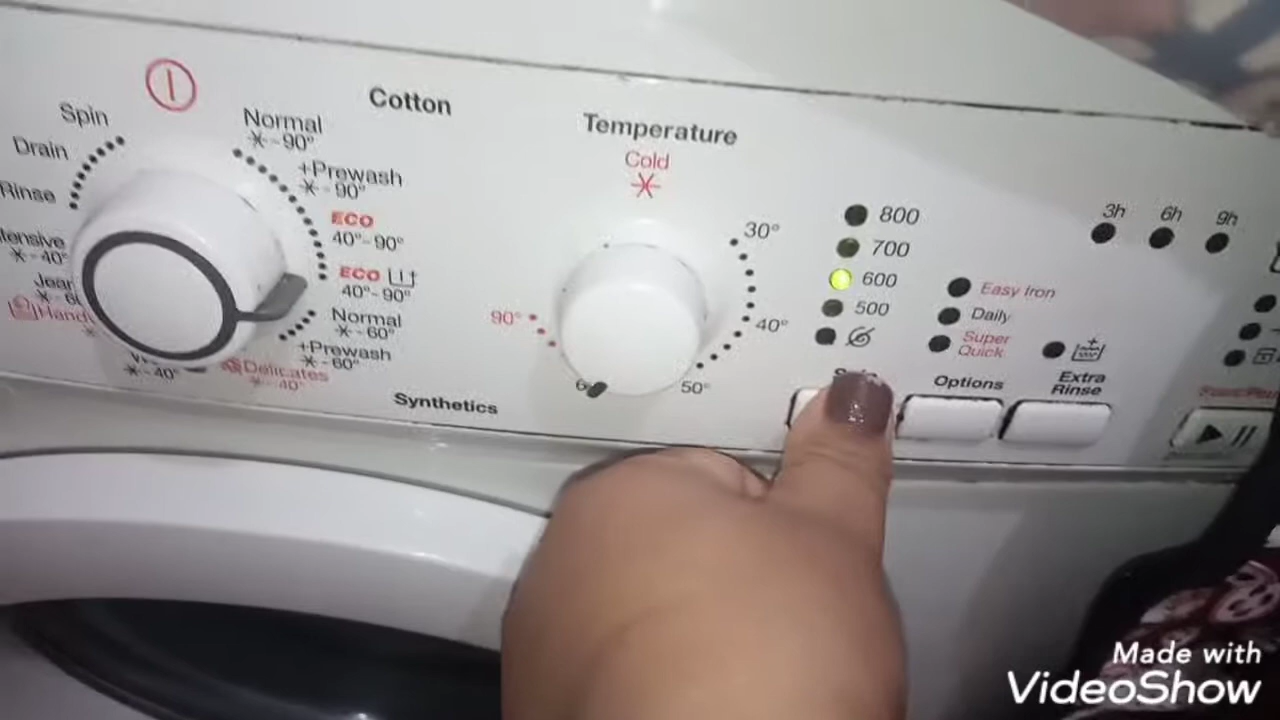 Spin
Drain
Rinse
Normal
-90°
+Prewash
-90°
ECO
40°-90°
ECO
40°-90°
Normal
-60°
+Prewash
-60°
Delicates
-40°
-40°
-40°
Cotton
Synthetics
Temperature
Cold
30°
40°
50°
90°
800
700
600
500
Easy Iron
Daily
Super
Quick
Options
Extra
Rinse
3h
6h
9h
Made with
VideoShow